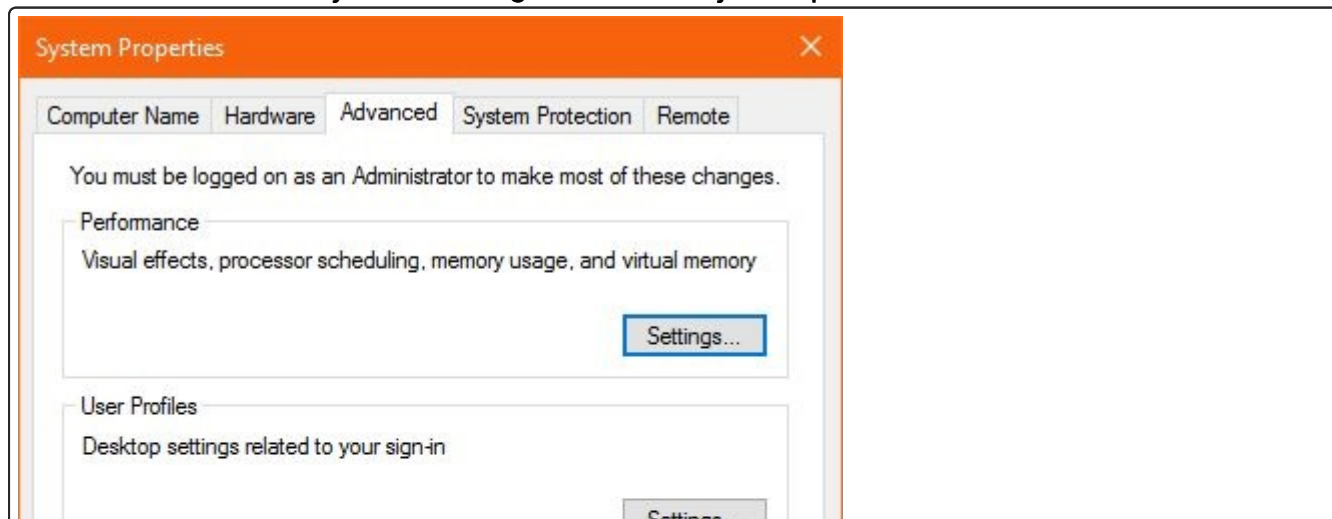 System Properties
Computer Name Hardware Advanced System Protection Remote
You must be logged on as an Administrator to make most of these changes.
Performance
Visual effects, processor scheduling, memory usage, and virtual memory
Settings...
User Profiles
Desktop settings related to your sign-in
Settings...